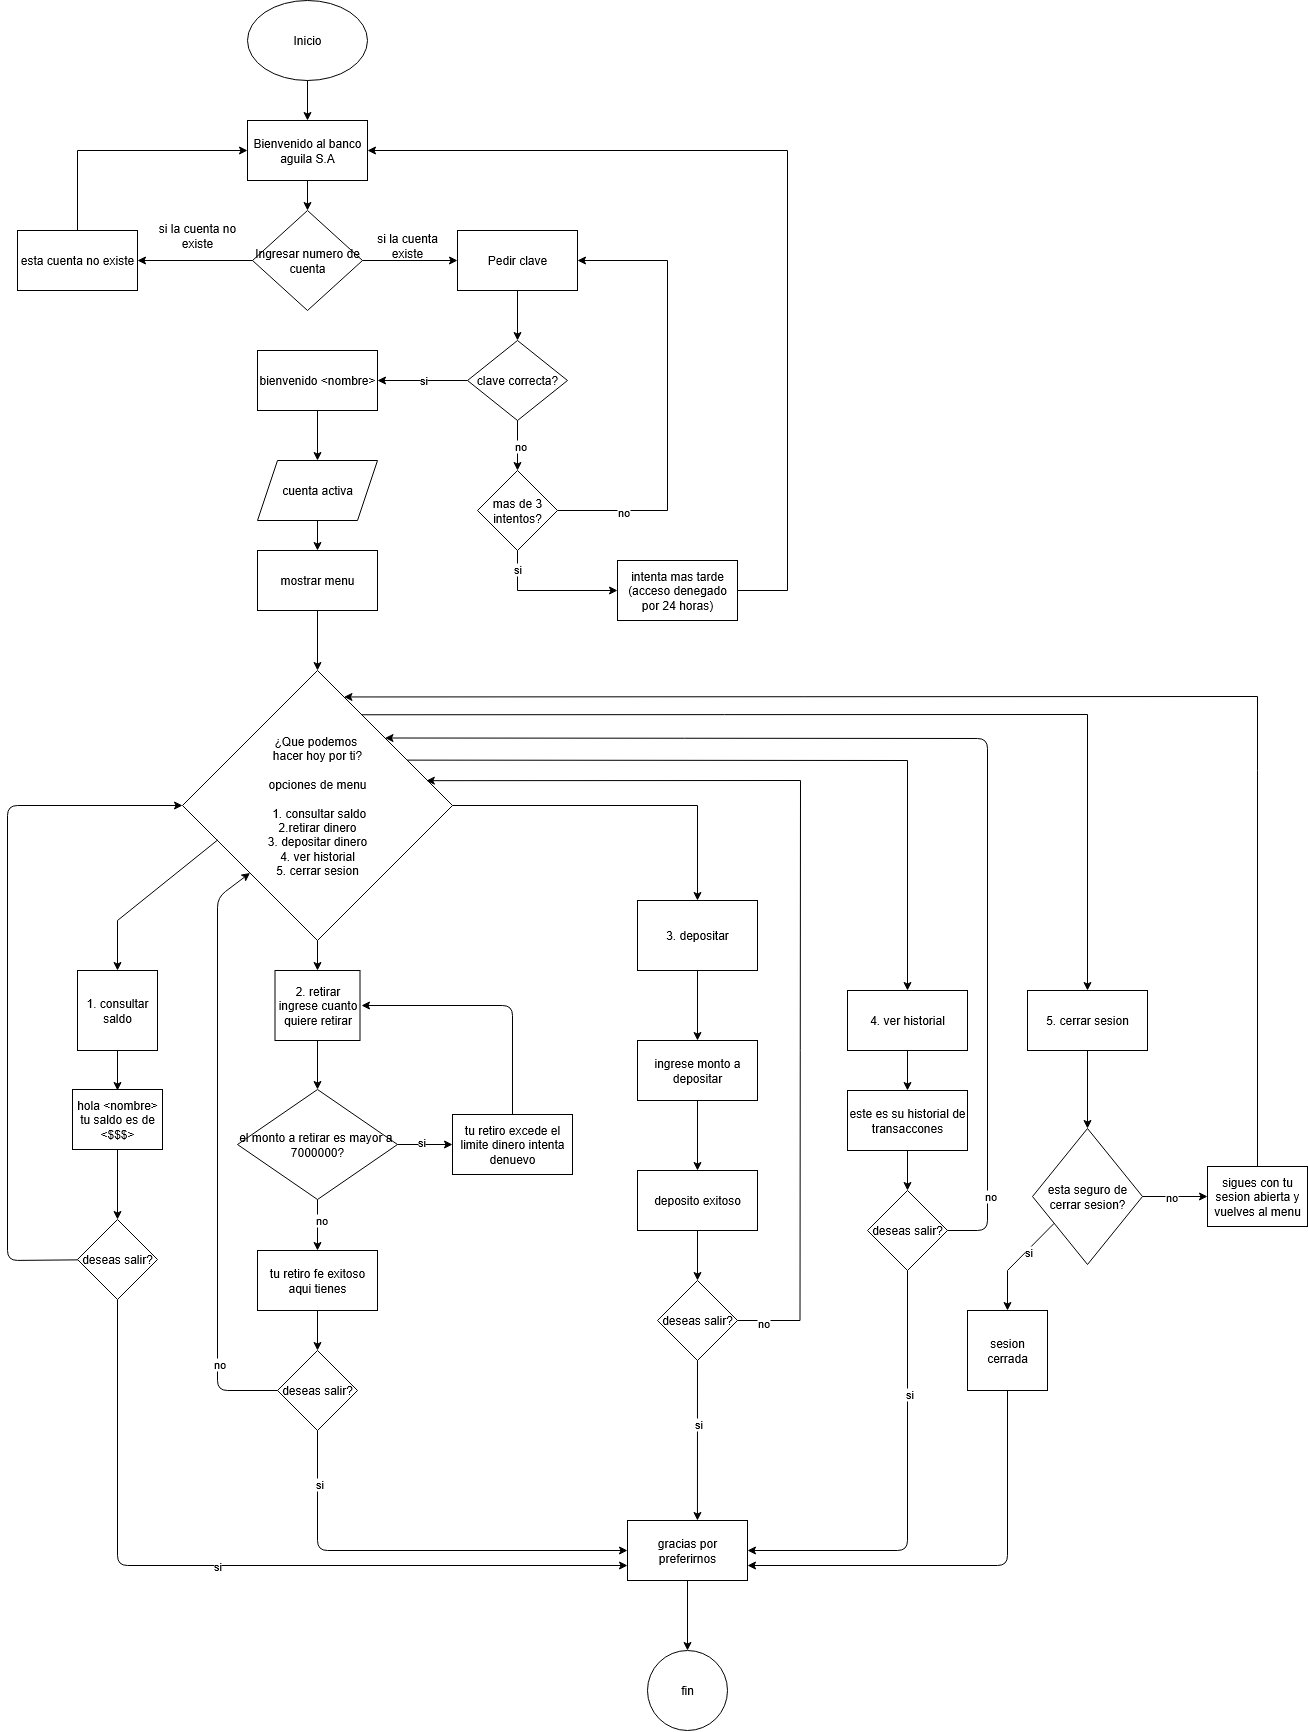 Inicio
Bienvenido al banco
aguila S.A
si la cuenta no
existe
si la cuenta
existe
esta cuenta no existe
Ingresar numero de
cuenta
Pedir clave
bienvenido <nombre>
si
clave correcta?
no
cuenta activa
mas de 3
intentos?
no
si
mostrar menu
intenta mas tarde
(acceso denegado
por 24 horas)
¿Que podemos
hacer hoy por ti?
opciones de menu
1. consultar saldo
2.retirar dinero
3. depositar dinero
4. ver historial
5. cerrar sesion
3. depositar
1. consultar
saldo
2. retirar
ingrese cuanto
quiere retirar
4. ver historial
5. cerrar sesion
ingrese monto a
depositar
hola <nombre>
tu saldo es de
<$$$>
este es su historial de
transaccones
el monto a retirar es mayor a
7000000?
si
tu retiro excede el
limite dinero intenta
denuevo
deposito exitoso
esta seguro de
cerrar sesion?
no
sigues con tu
sesion abierta y
vuelves al menu
no
deseas salir?
no
deseas salir?
si
tu retiro fe exitoso
aqui tienes
deseas salir?
no
sesion
cerrada
no
deseas salir?
si
si
si
gracias por
preferirnos
si
fin